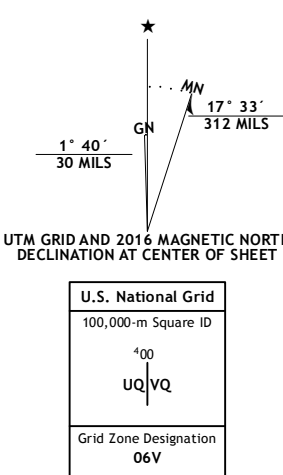 ★
MN
GN
17° 33´
312 MILS
1° 40´
30 MILS
UTM GRID AND 2016 MAGNETIC NORT
DECLINATION AT CENTER OF SHEET
U.S. National Grid
100,000-m Square ID
⁴00
UQ VQ
Grid Zone Designation
06V